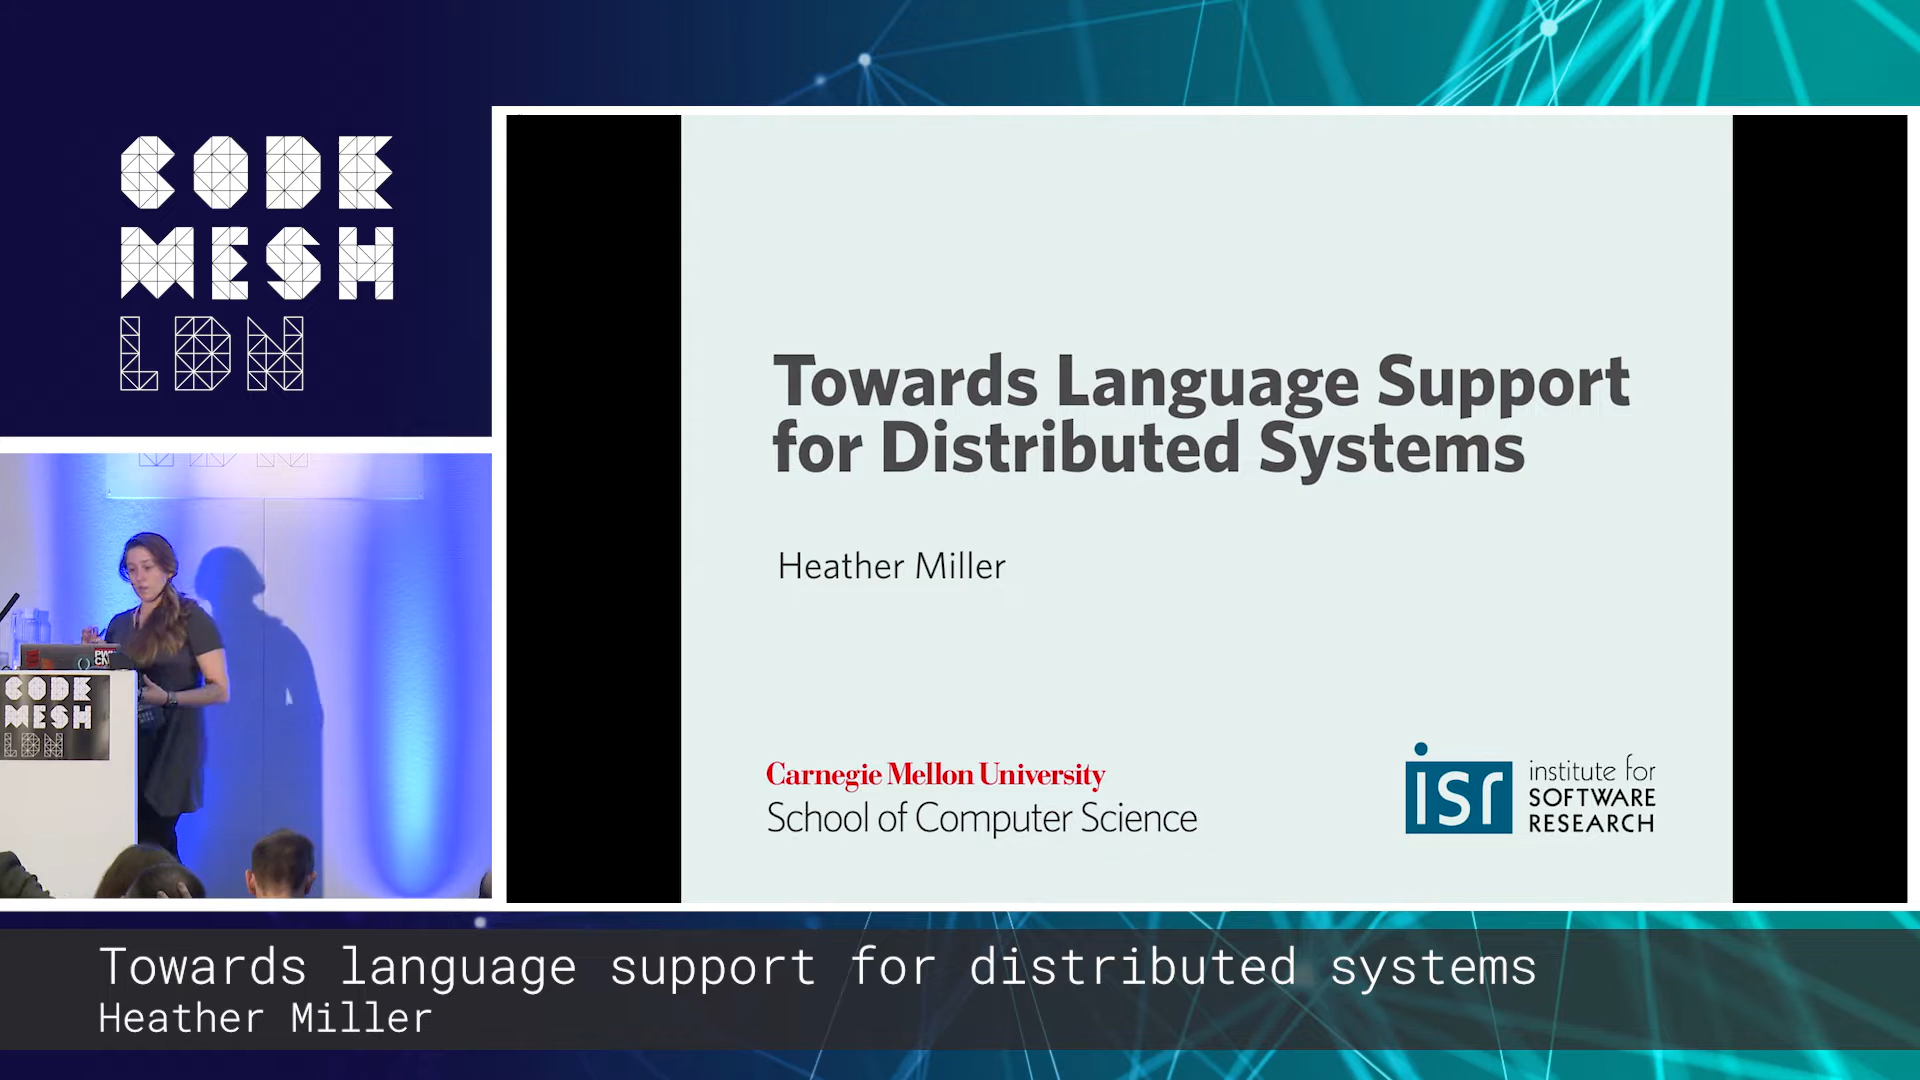 CODE
MESH
LDN
Towards Language Support
for Distributed Systems
Heather Miller
Carnegie Mellon University
School of Computer Science
isr
institute for
SOFTWARE
RESEARCH
CODE
MESH
LDN
Towards language support for distributed systems
Heather Miller